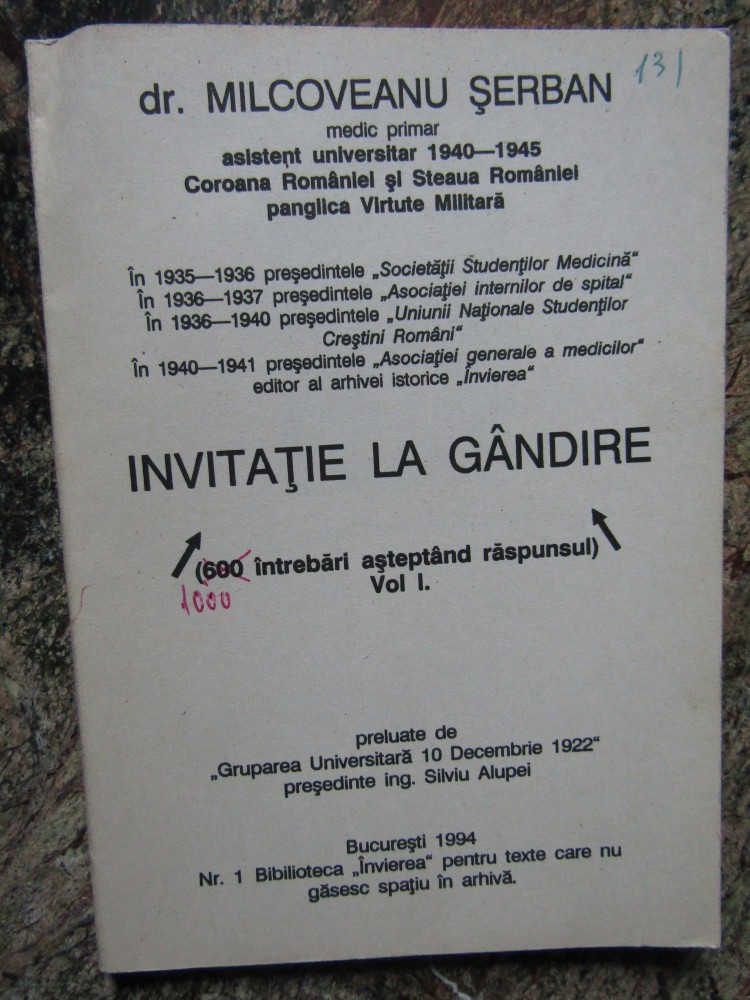 131
dr. MILCOVEANU ŞERBAN
medic primar
asistenţ universitar 1940—1945
Coroana României şi Steaua României
panglica Virtute Militară
În 1935—1936 preşedintele „Societăţii Studenţilor Medicină“
În 1936—1937 preşedintele „Asociaţiei internilor de spital“
În 1936—1940 preşedintele „Uniunii Naţionale Studenţilor
Creştini Români“
În 1940—1941 preşedintele „Asociaţiei generale a medicilor“
editor al arhivei istorice „Învierea“
INVITAŢIE LA GÂNDIRE
(600 întrebări aşteptând răspunsul)
1000
Vol I.
preluate de
„Gruparea Universitară 10 Decembrie 1922“
preşedinte ing. Silviu Alupei
Bucureşti 1994
Nr. 1 Bibilioteca „Învierea“ pentru texte care nu
găsesc spaţiu în arhivă.